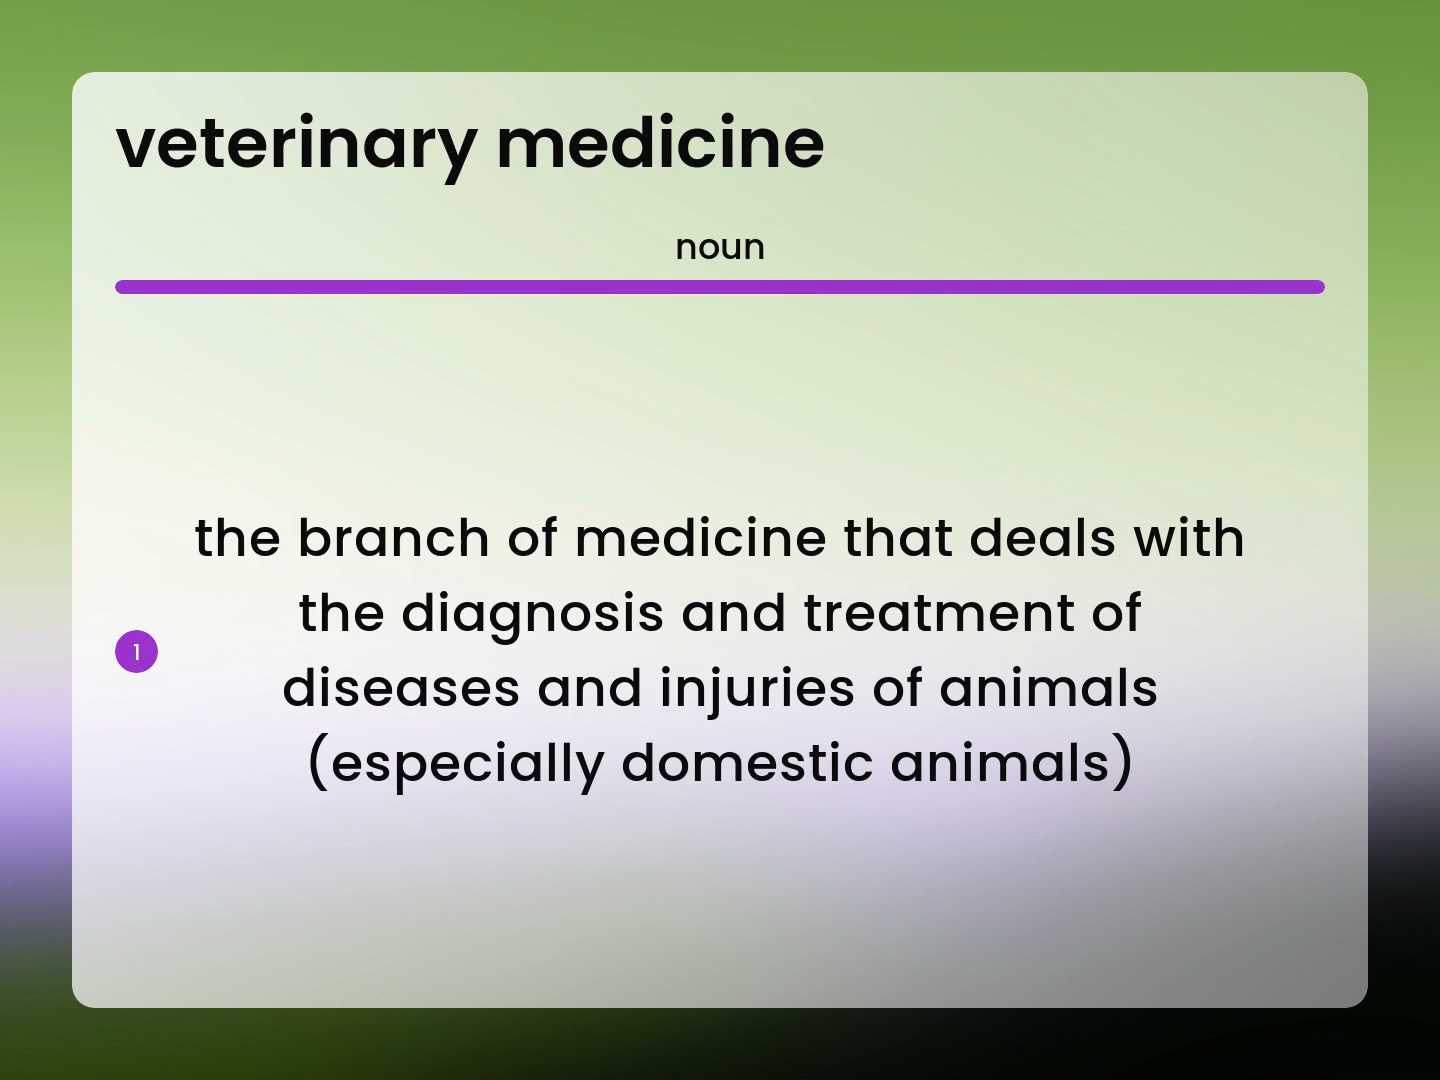 veterinary medicine
noun
1
the branch of medicine that deals with
the diagnosis and treatment of
diseases and injuries of animals
(especially domestic animals)